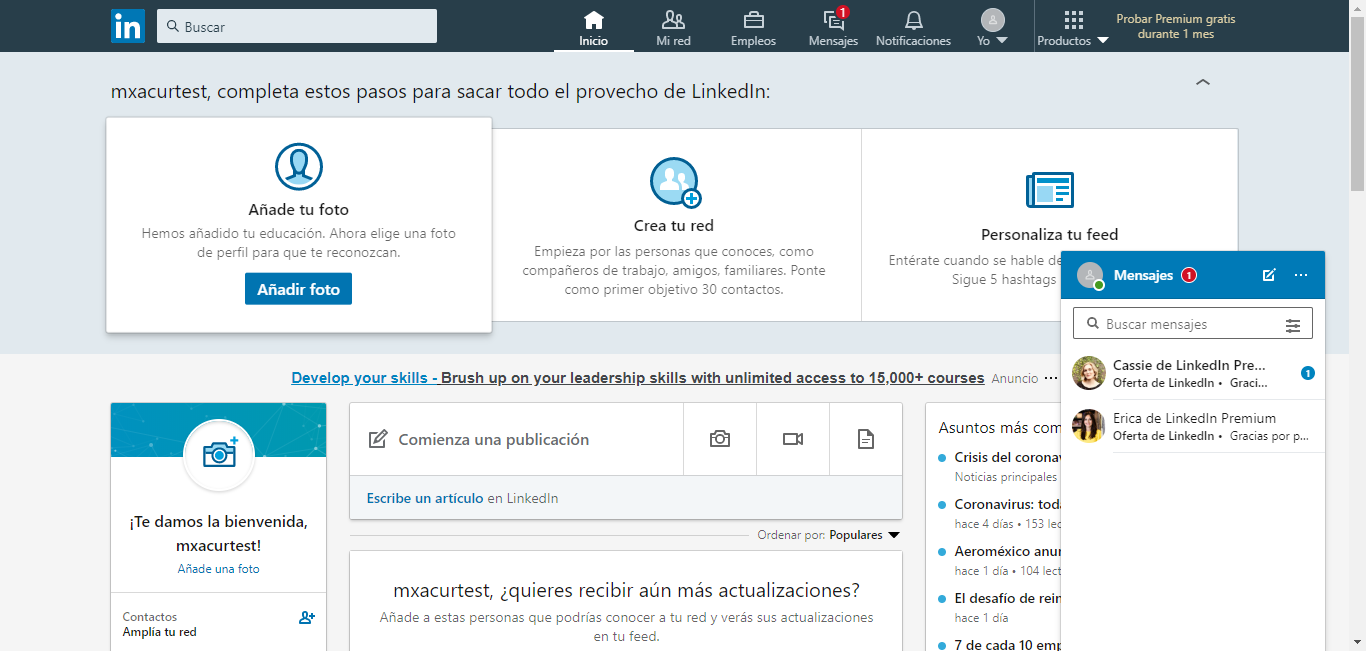 in
Buscar
Inicio
Mi red
Empleos
1
Mensajes
Notificaciones
Yo
Productos
Probar Premium gratis
durante 1 mes
mxacurtest, completa estos pasos para sacar todo el provecho de LinkedIn:
Añade tu foto
Hemos añadido tu educación. Ahora elige una foto
de perfil para que te reconozcan.
Añadir foto
Crea tu red
Empieza por las personas que conoces, como
compañeros de trabajo, amigos, familiares. Ponte
como primer objetivo 30 contactos.
Personaliza tu feed
Entérate cuando se hable de
Sigue 5 hashtags
Develop your skills - Brush up on your leadership skills with unlimited access to 15,000+ courses Anuncio ···
¡Te damos la bienvenida,
mxacurtest!
Añade una foto
Contactos
Amplía tu red
Comienza una publicación
Escribe un artículo en LinkedIn
Ordenar por: Populares
mxacurtest, ¿quieres recibir aún más actualizaciones?
Añade a estas personas que podrías conocer a tu red y verás sus actualizaciones
en tu feed.
Asuntos más com
Crisis del corona
Noticias principales
Coronavirus: tod
hace 4 días • 153 lec
Aeroméxico anu
hace 1 día • 104 lect
El desafío de rein
hace 1 día
7 de cada 10 emp
Mensajes 1 ···
Buscar mensajes
Cassie de LinkedIn Pre...
Oferta de LinkedIn • Graci...
1
Erica de LinkedIn Premium
Oferta de LinkedIn • Gracias por p...